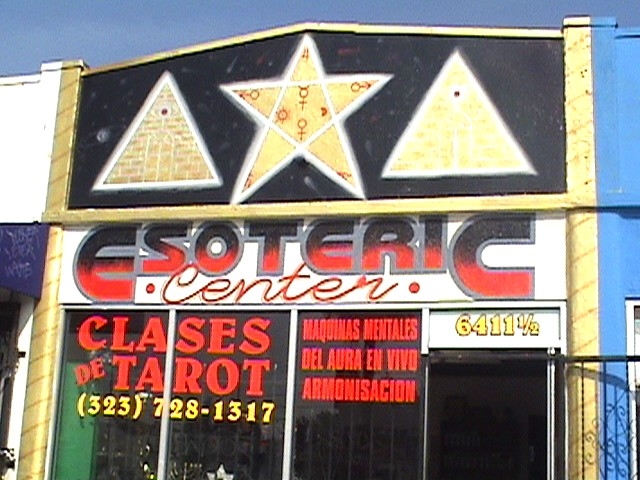 ESOTERIC
Center
CLASES
DE TAROT
(323) 728-1317
MAQUINAS MENTALES
DEL AURA EN VIVO
ARMONISACION
6411½